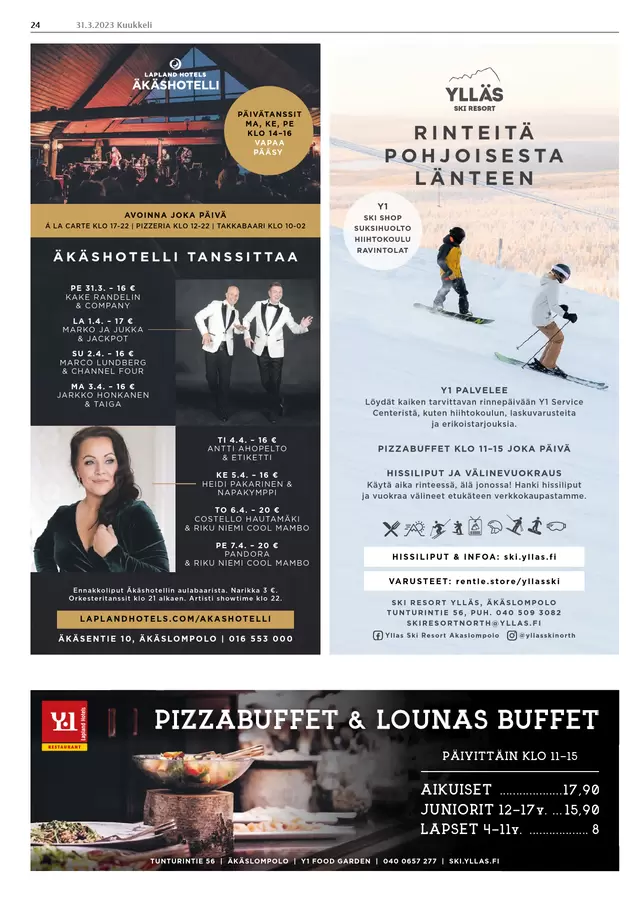 24
31.3.2023 Kuukkeli
LAPLAND HOTELS
ÄKÄSHOTELLI
PÄIVÄTANSSIT
MA, KE, PE
KLO 14–16
VAPAA
PÄÄSY
AVOINNA JOKA PÄIVÄ
Á LA CARTE KLO 17-22 | PIZZERIA KLO 12-22 | TAKKABAARI KLO 10-02
ÄKÄSHOTELLI TANSSITTAA
PE 31.3. – 16 €
KAKE RANDELIN
& COMPANY
LA 1.4. – 17 €
MARKO JA JUKKA
& JACKPOT
SU 2.4. – 16 €
MARCO LUNDBERG
& CHANNEL FOUR
MA 3.4. – 16 €
JARKKO HONKANEN
& TAIGA
TI 4.4. – 16 €
ANTTI AHOPELTO
& ETIKETTI
KE 5.4. – 16 €
HEIDI PAKARINEN &
NAPAKYMPPI
TO 6.4. – 20 €
COSTELLO HAUTAMÄKI
& RIKU NIEMI COOL MAMBO
PE 7.4. – 20 €
PANDORA
& RIKU NIEMI COOL MAMBO
Ennakkoliput Äkäshotellin aulabaarista. Narikka 3 €.
Orkesteritanssit klo 21 alkaen. Artisti showtime klo 22.
LAPLANDHOTELS.COM/AKASHOTELLI
ÄKÄSENTIE 10, ÄKÄSLOMPOLO | 016 553 000
YLLÄS
SKI RESORT
RINTEITÄ
POHJOISESTA
LÄNTEEN
Y1
SKI SHOP
SUKSIHUOLTO
HIIHTOKOULU
RAVINTOLAT
Y1 PALVELEE
Löydät kaiken tarvittavan rinnepäivään Y1 Service
Centeristä, kuten hiihtokoulun, laskuvarusteita
ja erikoistarjouksia.
PIZZABUFFET KLO 11–15 JOKA PÄIVÄ
HISSILIPUT JA VÄLINEVUOKRAUS
Käytä aika rinteessä, älä jonossa! Hanki hissiliput
ja vuokraa välineet etukäteen verkkokaupastamme.
HISSILIPUT & INFOA: ski.yllas.fi
VARUSTEET: rentle.store/yllasski
SKI RESORT YLLÄS, ÄKÄSLOMPOLO
TUNTURINTIE 56, PUH. 040 509 3082
SKIRESORTNORTH@YLLAS.FI
Yllas Ski Resort Akaslompolo @yllasskinorth
Y1
Lapland Hotels
RESTAURANT
PIZZABUFFET & LOUNAS BUFFET
PÄIVITTÄIN KLO 11–15
AIKUISET ...................17,90
JUNIORIT 12–17v. ... 15,90
LAPSET 4–11v. .................. 8
TUNTURINTIE 56 | ÄKÄSLOMPOLO | Y1 FOOD GARDEN | 040 0657 277 | SKI.YLLAS.FI